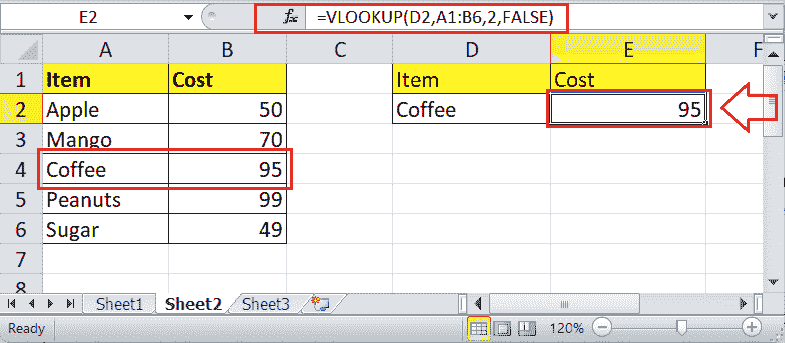 E2 fx =VLOOKUP(D2,A1:B6,2,FALSE)
A B C D E F
1 Item Cost Item Cost
2 Apple 50 Coffee 95
3 Mango 70
4 Coffee 95
5 Peanuts 99
6 Sugar 49
7
8
Sheet1 Sheet2 Sheet3
Ready 120%